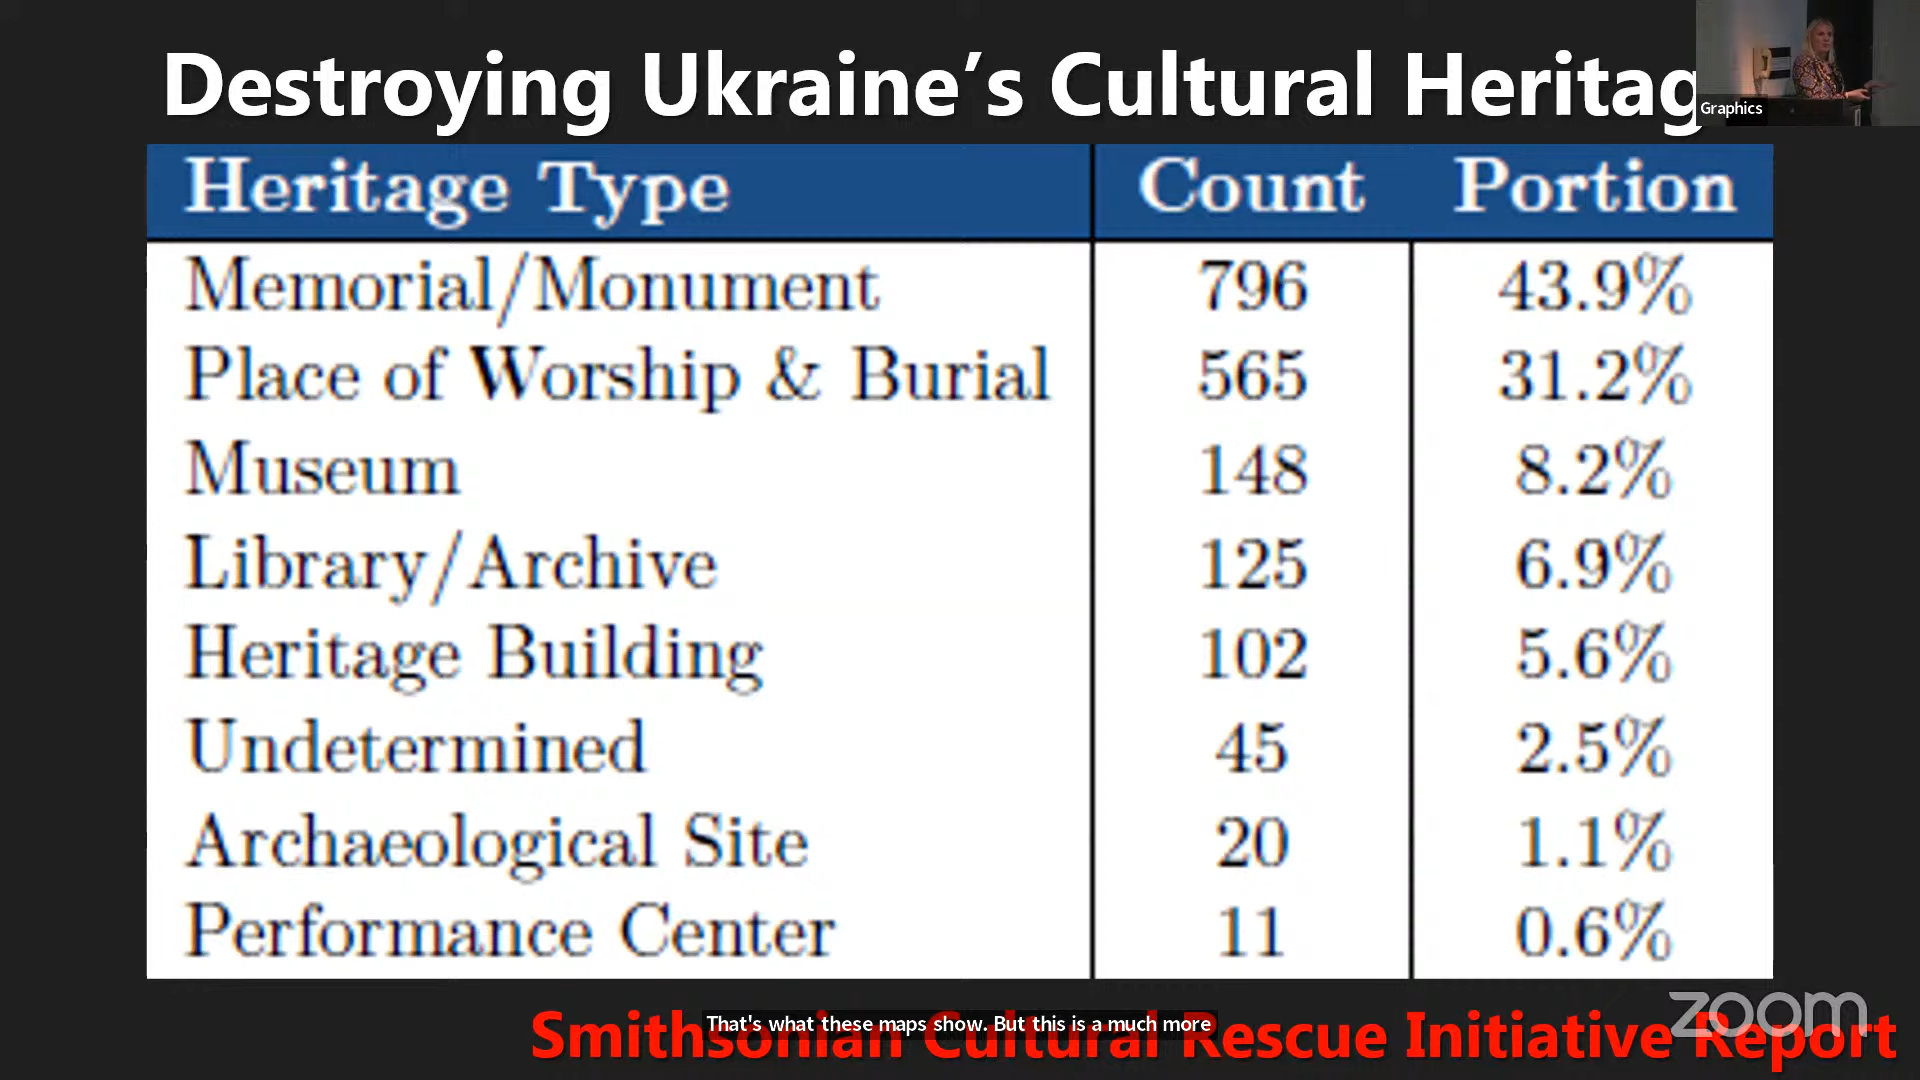 Destroying Ukraine's Cultural Heritag
Graphics
Heritage Type Count Portion
Memorial/Monument 796 43.9%
Place of Worship & Burial 565 31.2%
Museum 148 8.2%
Library/Archive 125 6.9%
Heritage Building 102 5.6%
Undetermined 45 2.5%
Archaeological Site 20 1.1%
Performance Center 11 0.6%
That's what these maps show. But this is a much more
Smithsonian Cultural Rescue Initiative Report
zoom